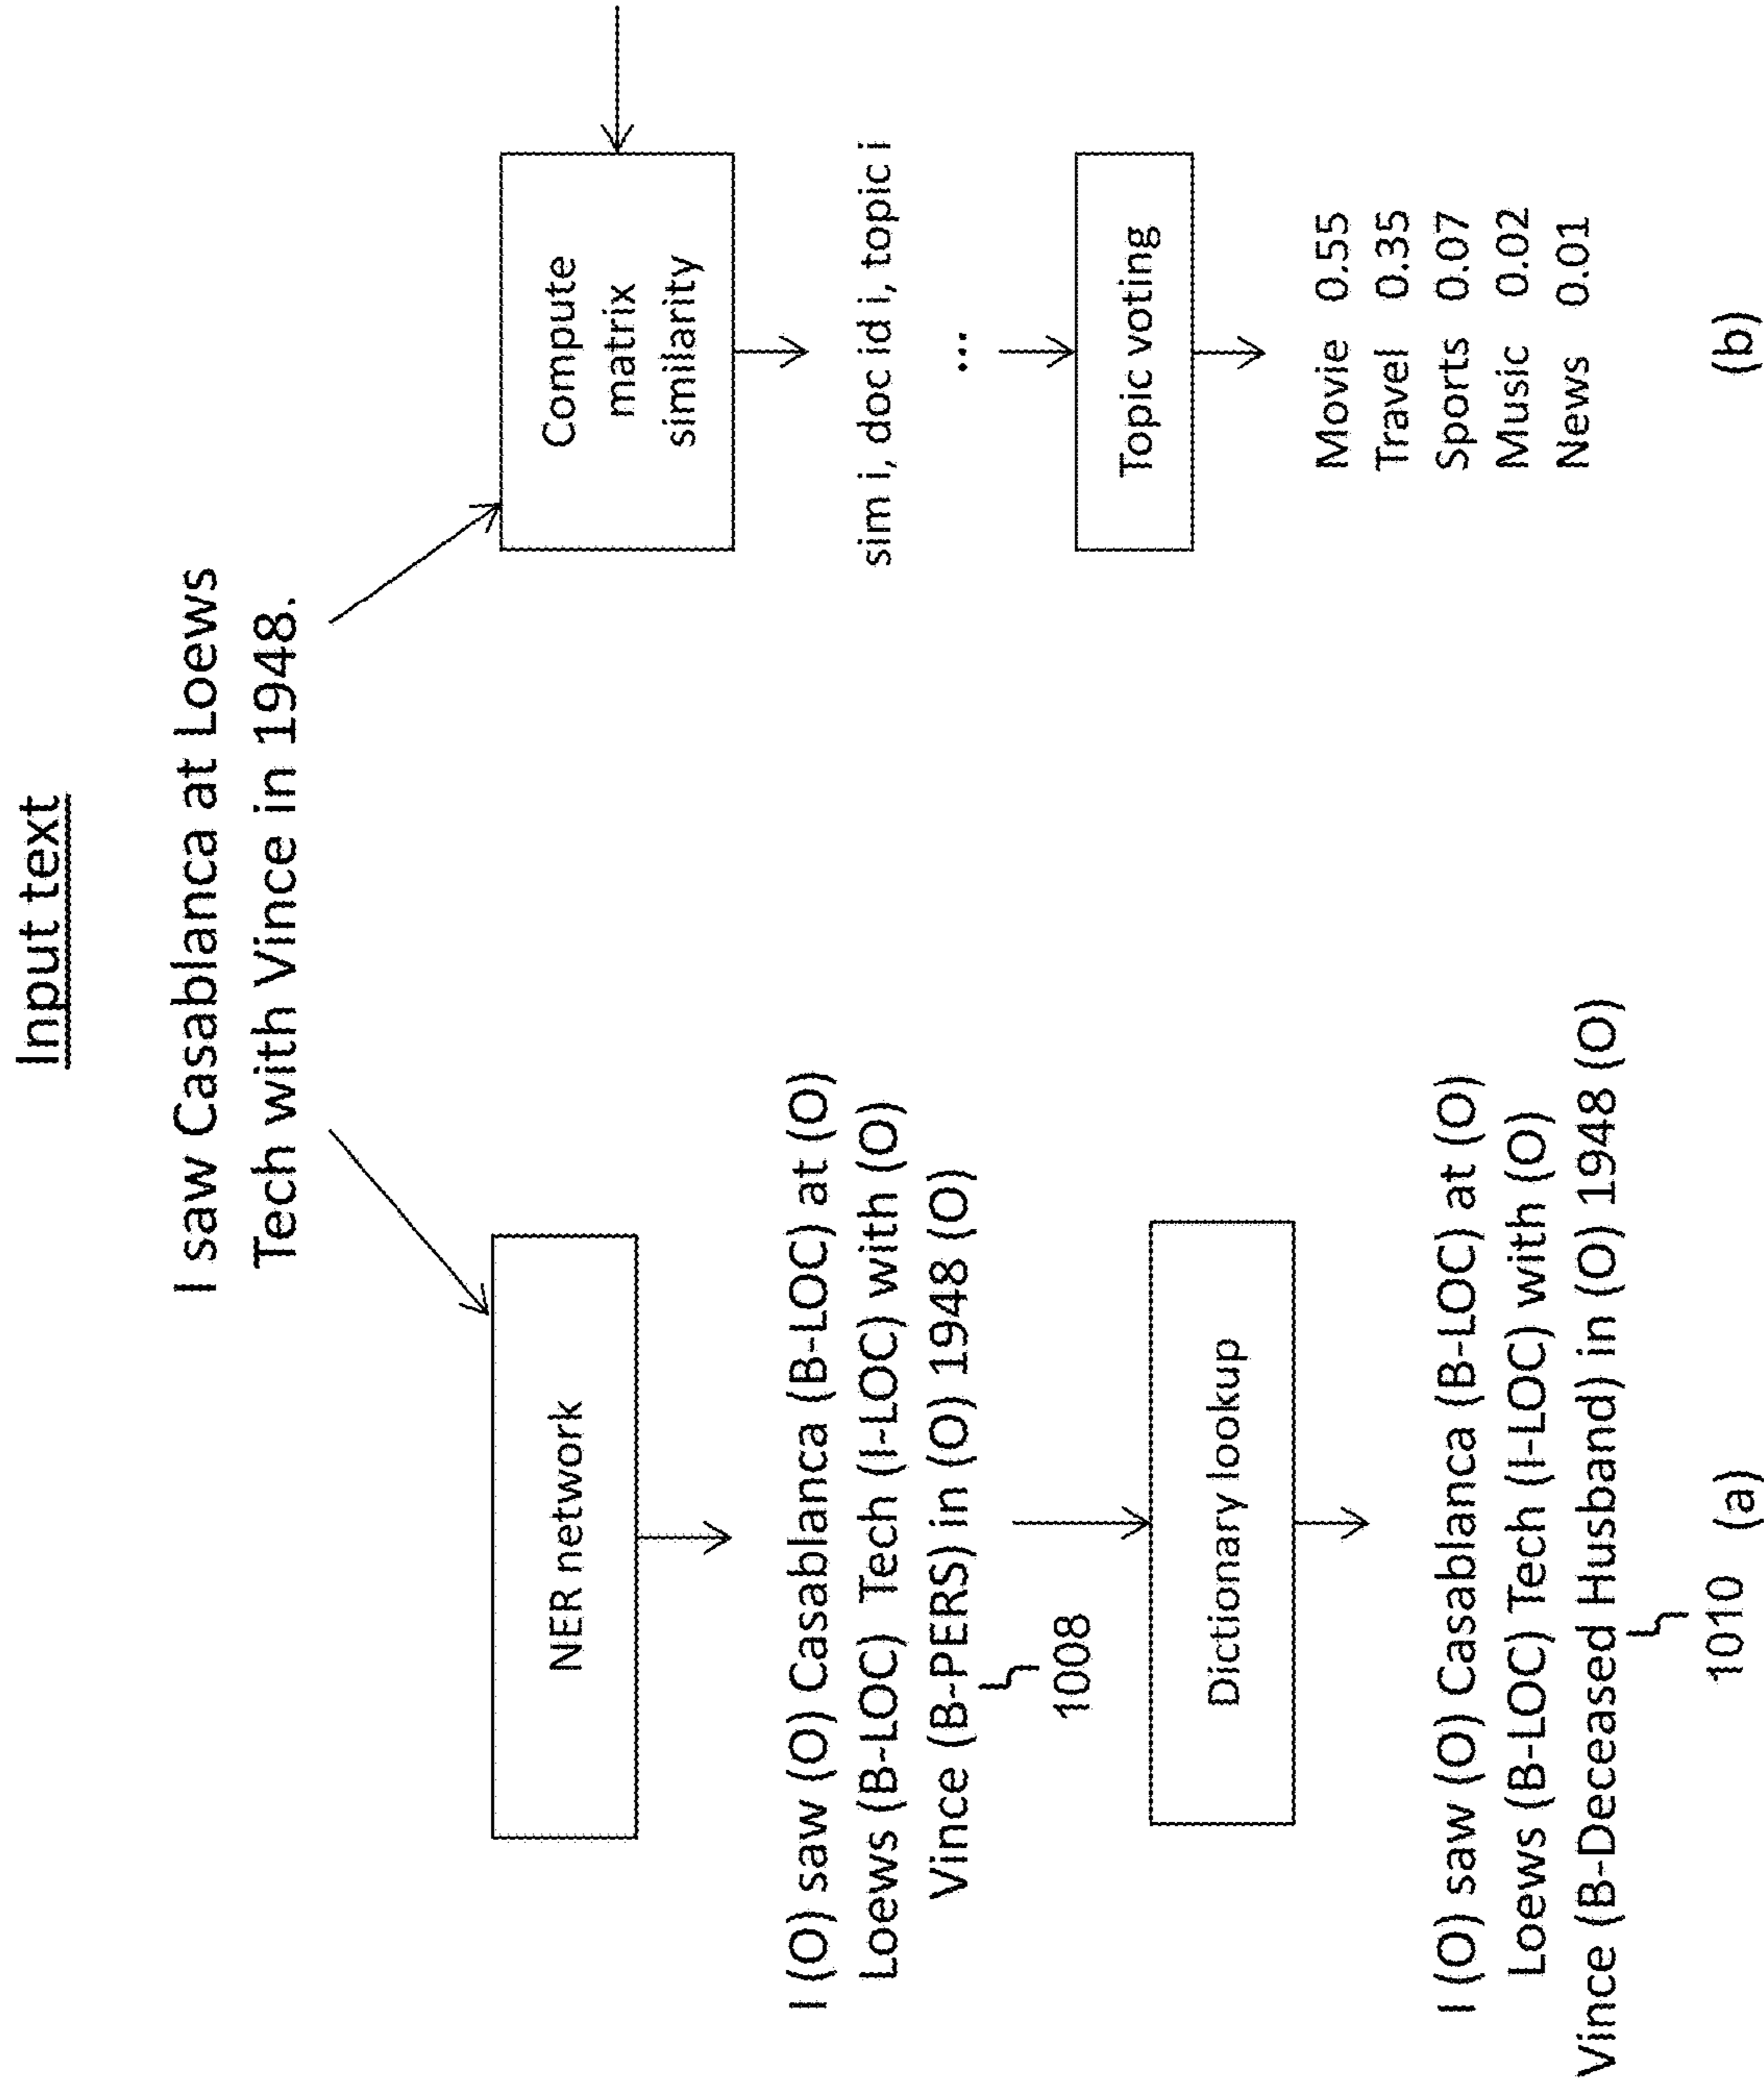 Input text
I saw Casablanca at Loews
Tech with Vince in 1948.
NER network
I (O) saw (O) Casablanca (B-LOC) at (O)
Loews (B-LOC) Tech (I-LOC) with (O)
Vince (B-PERS) in (O) 1948 (O)
1008
Dictionary lookup
I (O) saw (O) Casablanca (B-LOC) at (O)
Loews (B-LOC) Tech (I-LOC) with (O)
Vince (B-Deceased Husband) in (O) 1948 (O)
1010
(a)
Compute
matrix
similarity
sim i, doc id i, topic i
...
Topic voting
Movie 0.55
Travel 0.35
Sports 0.07
Music 0.02
News 0.01
(b)